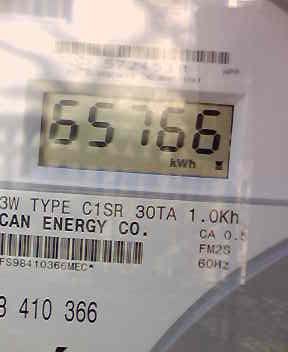 65766
kWh
3W TYPE C1SR 30TA 1.0Kh
CAN ENERGY CO.
CA 0.5
FM2S
60Hz
FS98410366MEC*
8 410 366